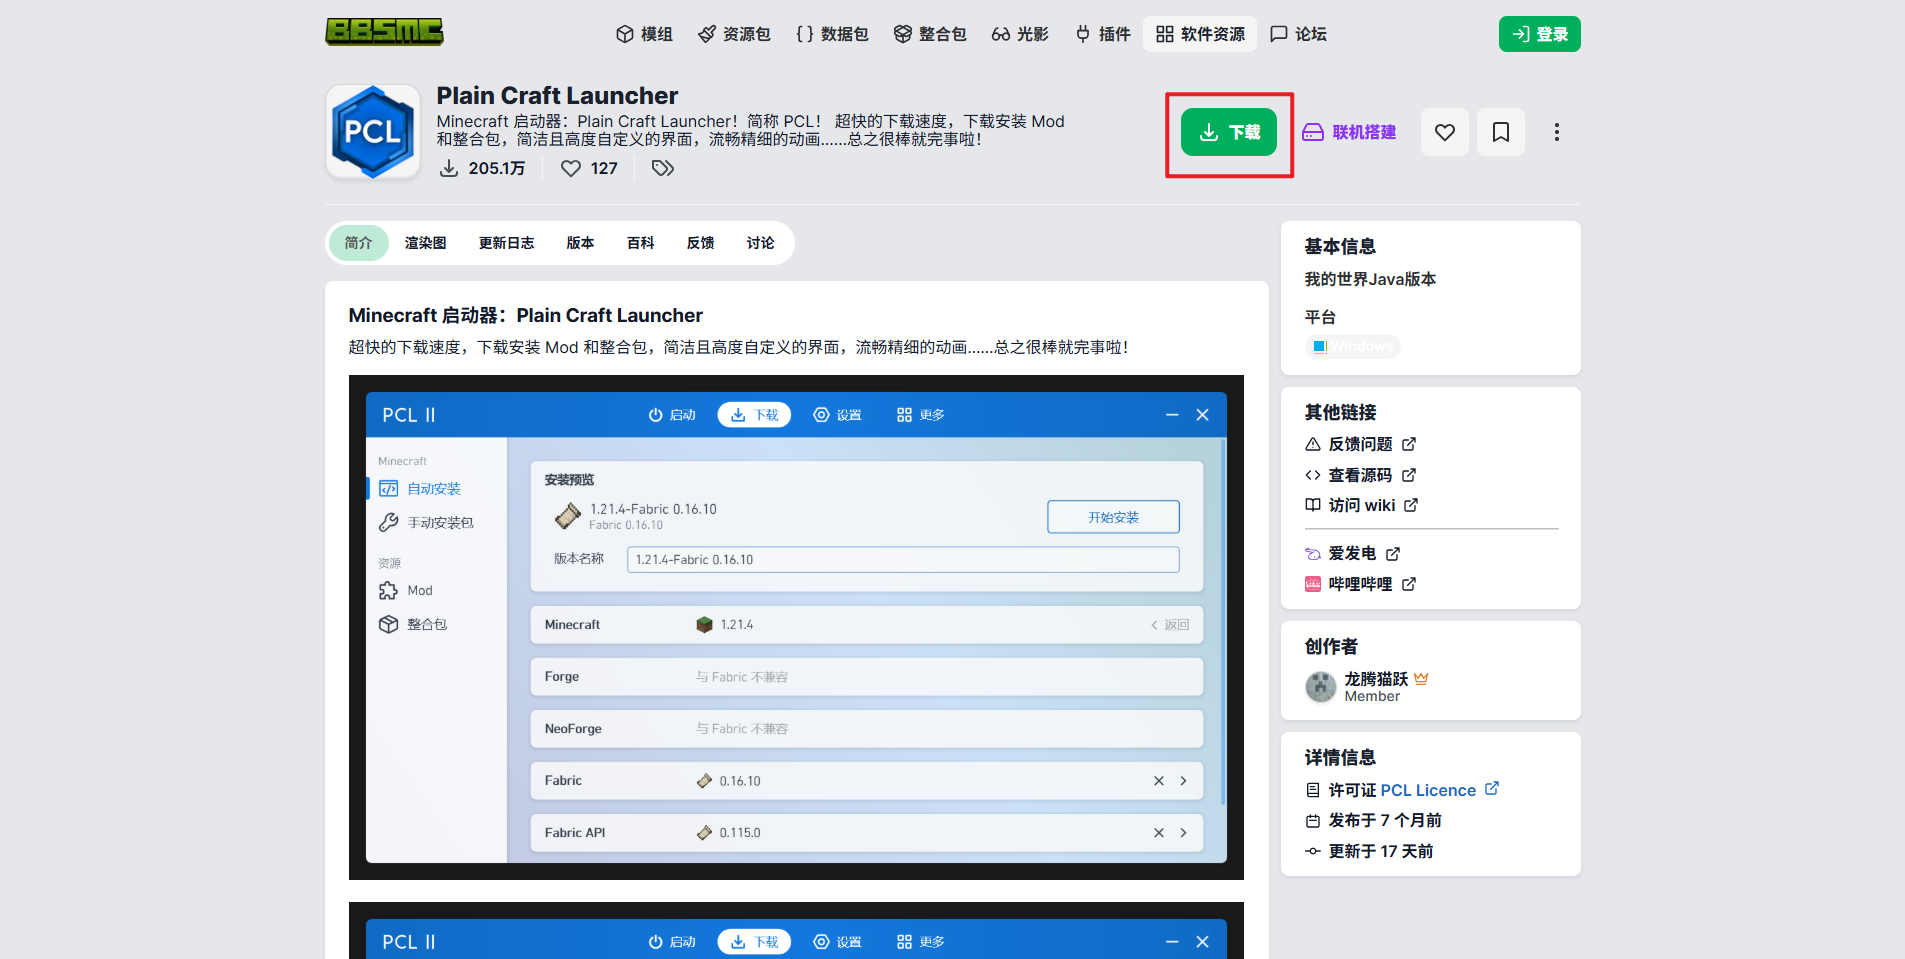 BBSMC
模组
资源包
数据包
整合包
光影
插件
软件资源
论坛
登录
PCL
Plain Craft Launcher
Minecraft 启动器：Plain Craft Launcher！简称 PCL！ 超快的下载速度，下载安装 Mod
和整合包，简洁且高度自定义的界面，流畅精细的动画......总之很棒就完事啦！
205.1万
127
下载
联机搭建
简介
渲染图
更新日志
版本
百科
反馈
讨论
Minecraft 启动器：Plain Craft Launcher
超快的下载速度，下载安装 Mod 和整合包，简洁且高度自定义的界面，流畅精细的动画......总之很棒就完事啦！
PCL II
启动
下载
设置
更多
Minecraft
自动安装
手动安装包
资源
Mod
整合包
安装预览
1.21.4-Fabric 0.16.10
Fabric 0.16.10
开始安装
版本名称
1.21.4-Fabric 0.16.10
Minecraft
1.21.4
返回
Forge
与 Fabric 不兼容
NeoForge
与 Fabric 不兼容
Fabric
0.16.10
Fabric API
0.115.0
PCL II
启动
下载
设置
更多
基本信息
我的世界Java版本
平台
Windows
其他链接
反馈问题
查看源码
访问 wiki
爱发电
哔哩哔哩
创作者
龙腾猫跃
Member
详情信息
许可证 PCL Licence
发布于 7 个月前
更新于 17 天前